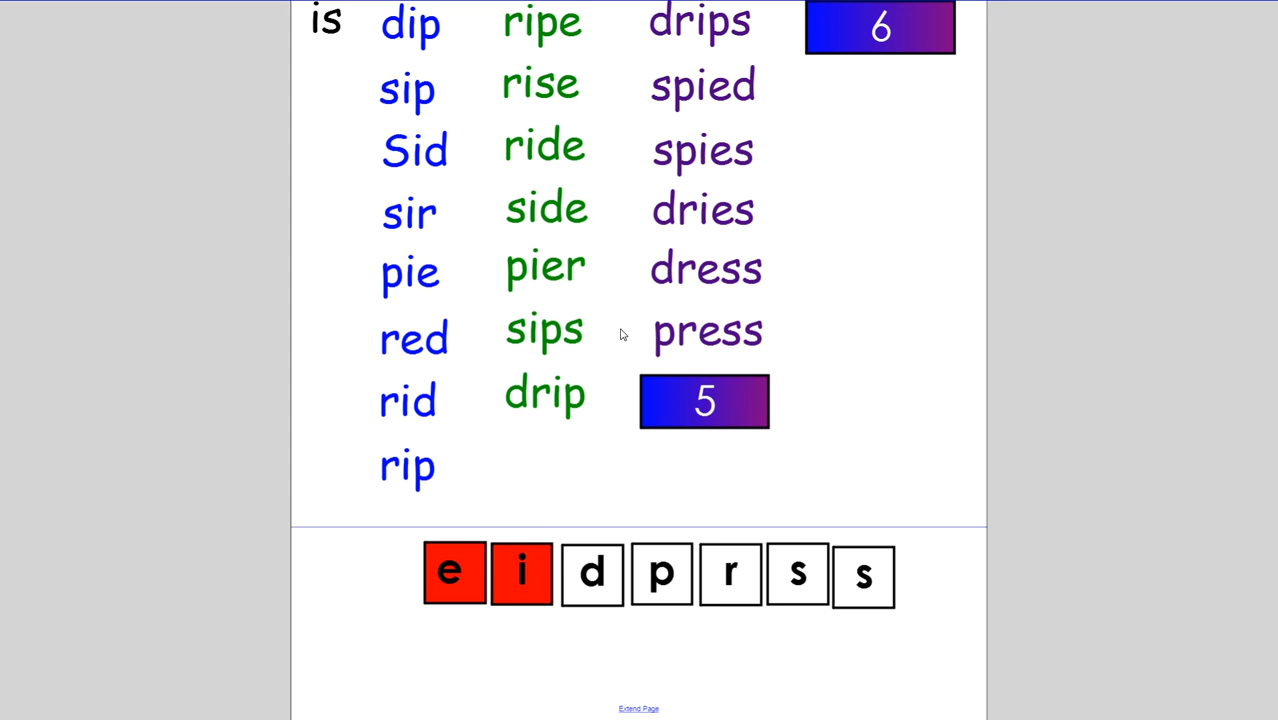 is dip ripe drips 6
sip rise spied
Sid ride spies
sir side dries
pie pier dress
red sips press
rid drip 5
rip
e i d p r s s
Extend Page